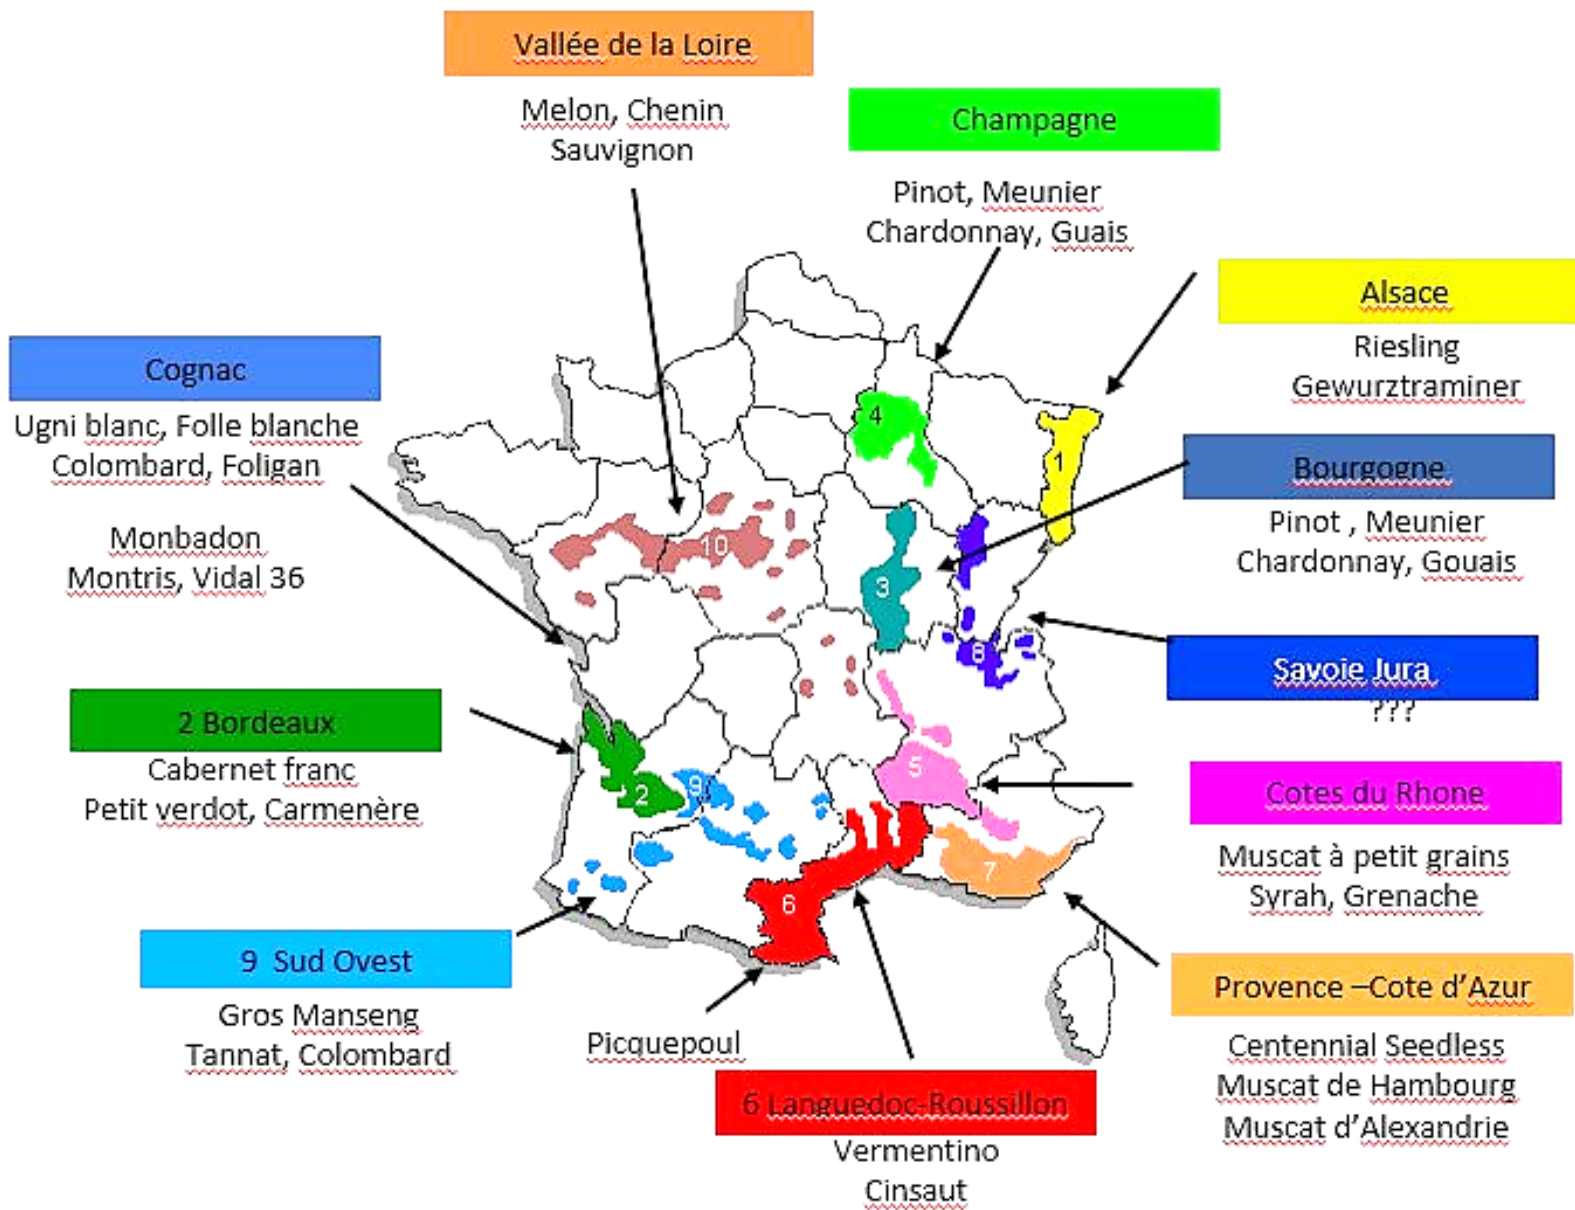 Vallée de la Loire
Melon, Chenin
Sauvignon
Champagne
Pinot, Meunier
Chardonnay, Guais
Alsace
Riesling
Gewurztraminer
Cognac
Ugni blanc, Folle blanche
Colombard, Foligan
Monbadon
Montris, Vidal 36
Bourgogne
Pinot , Meunier
Chardonnay, Gouais
Savoie Jura
???
2 Bordeaux
Cabernet franc
Petit verdot, Carmenère
Cotes du Rhone
Muscat à petit grains
Syrah, Grenache
9 Sud Ovest
Gros Manseng
Tannat, Colombard
Picquepoul
6 Languedoc-Roussillon
Vermentino
Cinsaut
Provence –Cote d’Azur
Centennial Seedless
Muscat de Hambourg
Muscat d’Alexandrie
4
1
10
3
8
5
2
9
7
6